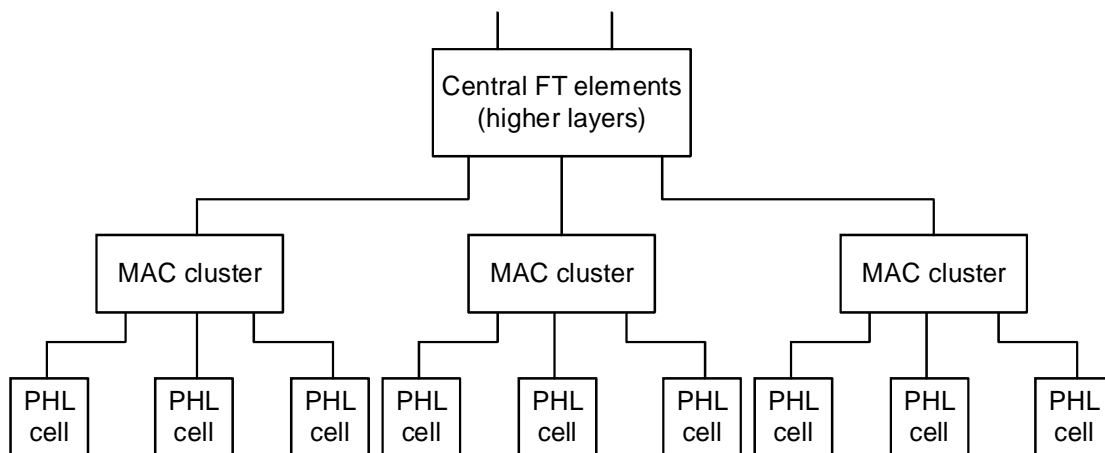 Central FT elements
(higher layers)
MAC cluster
MAC cluster
MAC cluster
PHL
cell
PHL
cell
PHL
cell
PHL
cell
PHL
cell
PHL
cell
PHL
cell
PHL
cell
PHL
cell